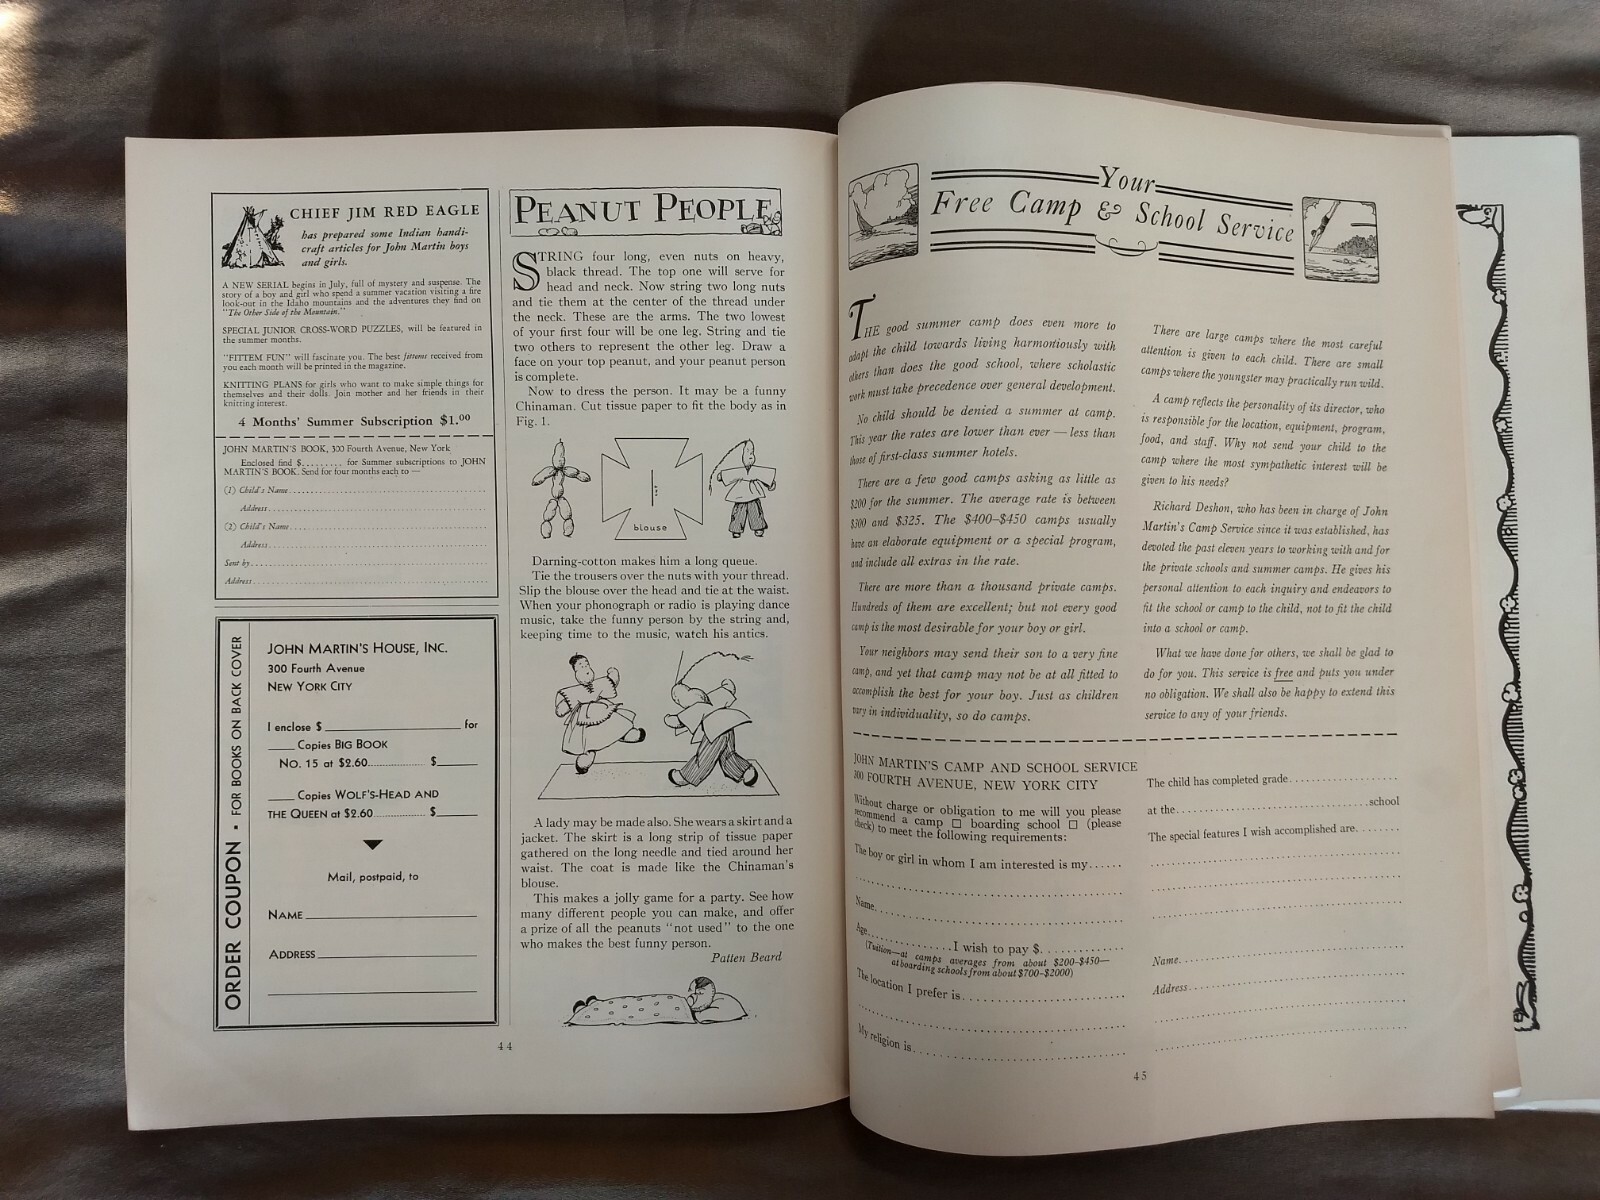 CHIEF JIM RED EAGLE
has prepared some Indian handi-
craft articles for John Martin boys
and girls.
A NEW SERIAL begins in July, full of mystery and suspense. The
story of a boy and girl who spend a summer vacation visiting a fire
look-out in the Idaho mountains and the adventures they find on
"The Other Side of the Mountain."
SPECIAL JUNIOR CROSS-WORD PUZZLES, will be featured in
the summer months.
"FITTEM FUN" will fascinate you. The best fittems received from
you each month will be printed in the magazine.
KNITTING PLANS for girls who want to make simple things for
themselves and their dolls. Join mother and her friends in their
knitting interest.
4 Months' Summer Subscription $1.00
JOHN MARTIN'S BOOK, 300 Fourth Avenue, New York
Enclosed find $......... for Summer subscriptions to JOHN
MARTIN'S BOOK. Send for four months each to —
(1) Child's Name
Address
(2) Child's Name
Address
Sent by
Address
ORDER COUPON • FOR BOOKS ON BACK COVER
JOHN MARTIN'S HOUSE, INC.
300 Fourth Avenue
NEW YORK CITY
I enclose $ ____ for
____ Copies BIG BOOK
No. 15 at $2.60 $____
____ Copies WOLF'S-HEAD AND
THE QUEEN at $2.60 $____
Mail, postpaid, to
NAME
ADDRESS
PEANUT PEOPLE
STRING four long, even nuts on heavy,
black thread. The top one will serve for
head and neck. Now string two long nuts
and tie them at the center of the thread under
the neck. These are the arms. The two lowest
of your first four will be one leg. String and tie
two others to represent the other leg. Draw a
face on your top peanut, and your peanut person
is complete.
Now to dress the person. It may be a funny
Chinaman. Cut tissue paper to fit the body as in
Fig. 1.
cut
blouse
Darning-cotton makes him a long queue.
Tie the trousers over the nuts with your thread.
Slip the blouse over the head and tie at the waist.
When your phonograph or radio is playing dance
music, take the funny person by the string and,
keeping time to the music, watch his antics.
A lady may be made also. She wears a skirt and a
jacket. The skirt is a long strip of tissue paper
gathered on the long needle and tied around her
waist. The coat is made like the Chinaman's
blouse.
This makes a jolly game for a party. See how
many different people you can make, and offer
a prize of all the peanuts "not used" to the one
who makes the best funny person.
Patten Beard
44
Your
Free Camp & School Service
THE good summer camp does even more to
adapt the child towards living harmoniously with
others than does the good school, where scholastic
work must take precedence over general development.
No child should be denied a summer at camp.
This year the rates are lower than ever — less than
those of first-class summer hotels.
There are a few good camps asking as little as
$200 for the summer. The average rate is between
$300 and $325. The $400–$450 camps usually
have an elaborate equipment or a special program,
and include all extras in the rate.
There are more than a thousand private camps.
Hundreds of them are excellent; but not every good
camp is the most desirable for your boy or girl.
Your neighbors may send their son to a very fine
camp, and yet that camp may not be at all fitted to
accomplish the best for your boy. Just as children
vary in individuality, so do camps.
There are large camps where the most careful
attention is given to each child. There are small
camps where the youngster may practically run wild.
A camp reflects the personality of its director, who
is responsible for the location, equipment, program,
food, and staff. Why not send your child to the
camp where the most sympathetic interest will be
given to his needs?
Richard Deshon, who has been in charge of John
Martin's Camp Service since it was established, has
devoted the past eleven years to working with and for
the private schools and summer camps. He gives his
personal attention to each inquiry and endeavors to
fit the school or camp to the child, not to fit the child
into a school or camp.
What we have done for others, we shall be glad to
do for you. This service is free and puts you under
no obligation. We shall also be happy to extend this
service to any of your friends.
JOHN MARTIN'S CAMP AND SCHOOL SERVICE
300 FOURTH AVENUE, NEW YORK CITY
Without charge or obligation to me will you please
recommend a camp □ boarding school □ (please
check) to meet the following requirements:
The boy or girl in whom I am interested is my......
Name
Age.............. I wish to pay $..............
(Tuition—at camps averages from about $200–$450—
at boarding schools from about $700–$2000)
The location I prefer is
My religion is
The child has completed grade
at the..............school
The special features I wish accomplished are
Name
Address
45